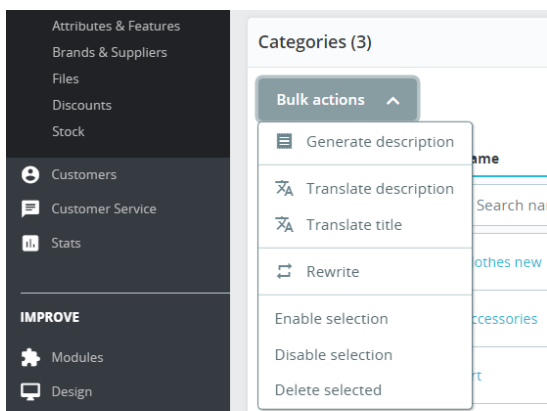 Attributes & Features
Brands & Suppliers
Files
Discounts
Stock
Customers
Customer Service
Stats
IMPROVE
Modules
Design
Categories (3)
Bulk actions
Generate description
Translate description
Translate title
Rewrite
Enable selection
Disable selection
Delete selected
ame
Search na
othes new
ccessories
rt